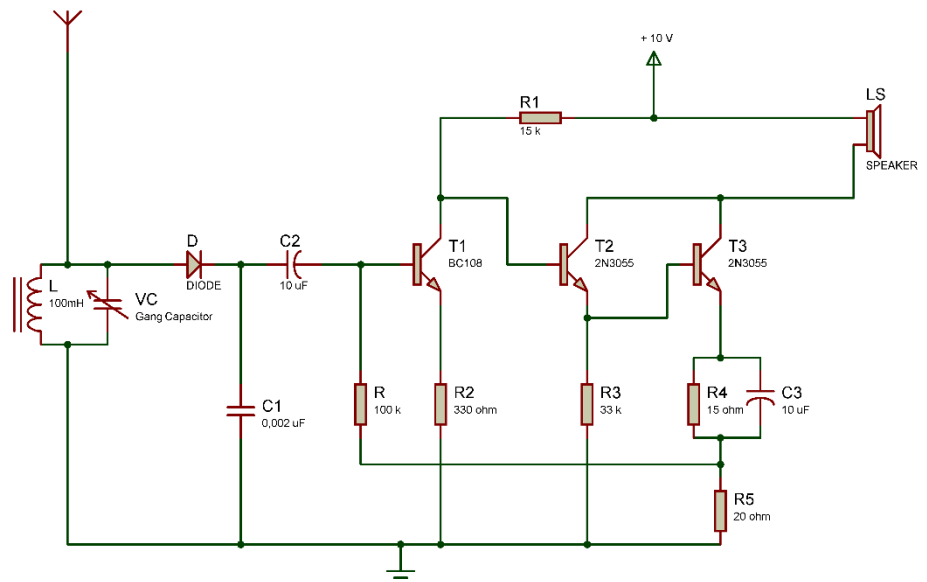 + 10 V
LS
SPEAKER
R1
15 k
D
DIODE
C2
10 uF
T1
BC108
T2
2N3055
T3
2N3055
L
100mH
VC
Gang Capacitor
C1
0,002 uF
R
100 k
R2
330 ohm
R3
33 k
R4
15 ohm
C3
10 uF
R5
20 ohm